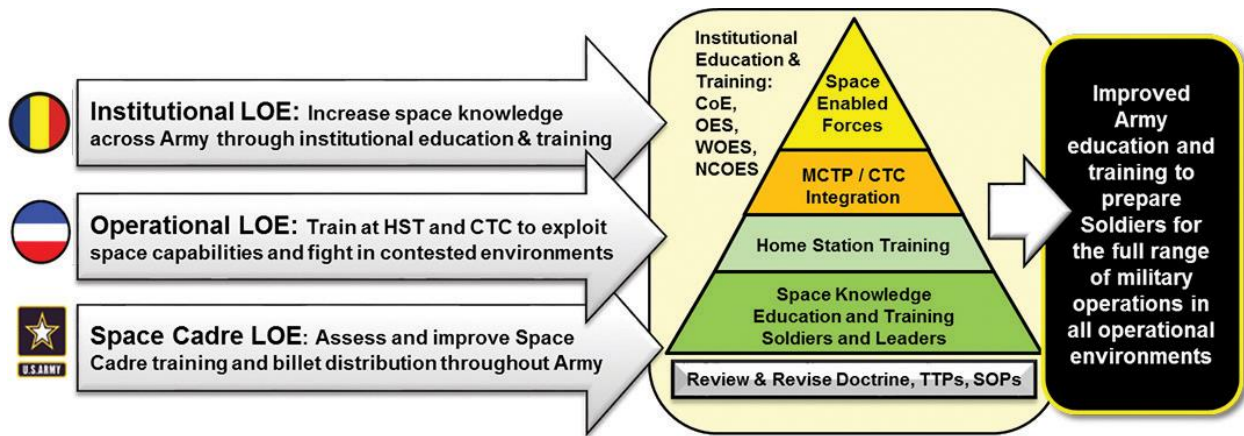 Institutional LOE: Increase space knowledge
across Army through institutional education & training
Operational LOE: Train at HST and CTC to exploit
space capabilities and fight in contested environments
U.S.ARMY
Space Cadre LOE: Assess and improve Space
Cadre training and billet distribution throughout Army
Institutional
Education &
Training:
CoE,
OES,
WOES,
NCOES
Space
Enabled
Forces
MCTP / CTC
Integration
Home Station Training
Space Knowledge
Education and Training
Soldiers and Leaders
Review & Revise Doctrine, TTPs, SOPs
Improved
Army
education and
training to
prepare
Soldiers for
the full range
of military
operations in
all operational
environments